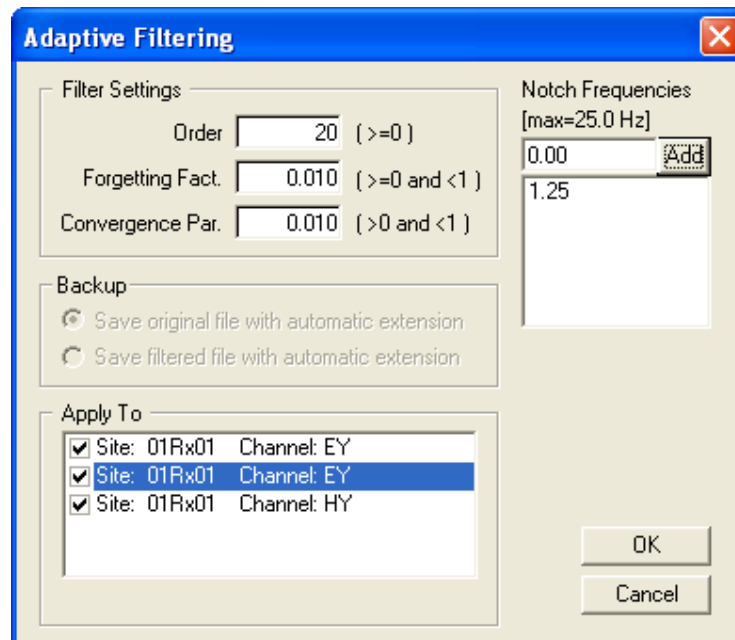 Adaptive Filtering
Filter Settings
Order 20 ( >=0 )
Forgetting Fact. 0.010 ( >=0 and <1 )
Convergence Par. 0.010 ( >0 and <1 )
Notch Frequencies
[max=25.0 Hz]
0.00 Add
1.25
Backup
Save original file with automatic extension
Save filtered file with automatic extension
Apply To
Site: 01Rx01 Channel: EY
Site: 01Rx01 Channel: EY
Site: 01Rx01 Channel: HY
OK
Cancel